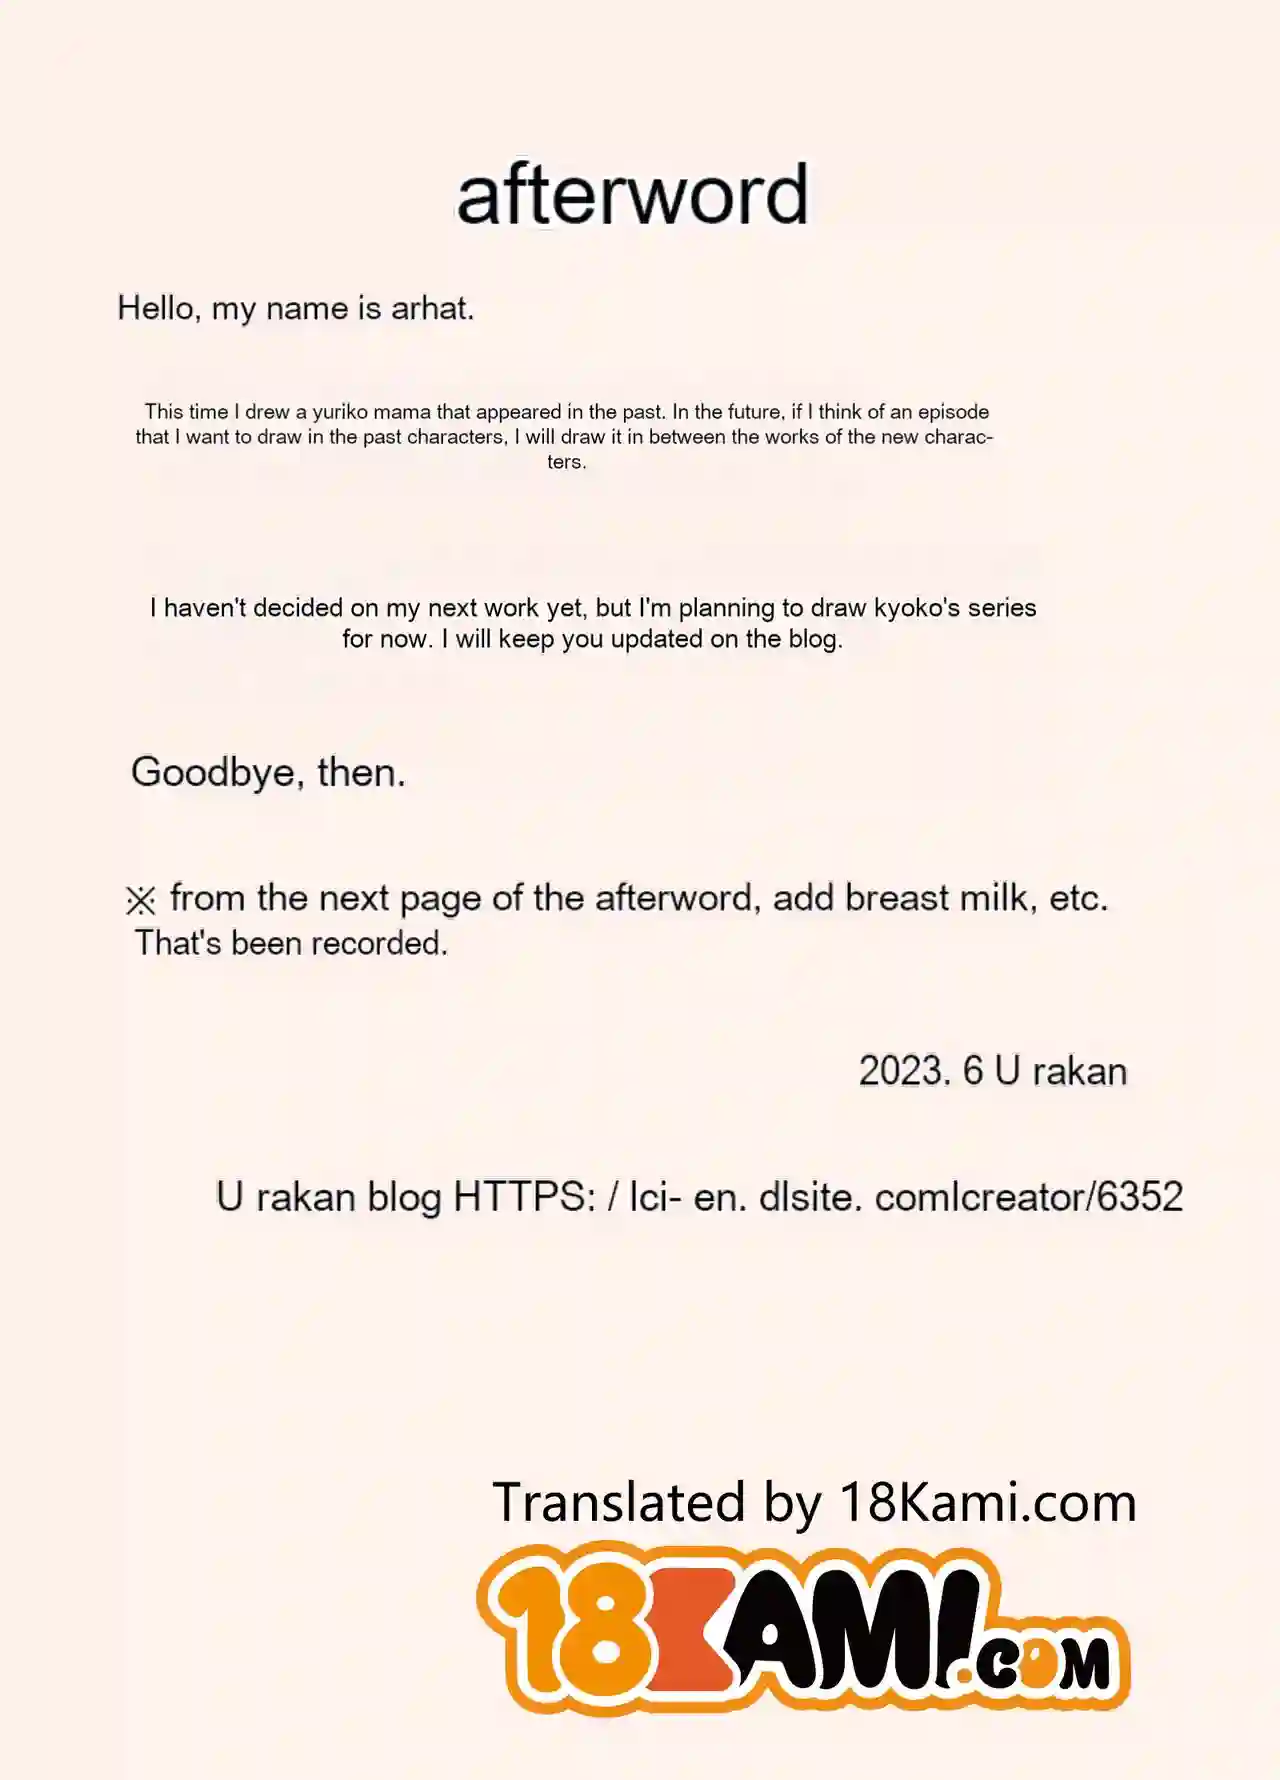 afterword
Hello, my name is arhat.
This time I drew a yuriko mama that appeared in the past. In the future, if I think of an episode
that I want to draw in the past characters, I will draw it in between the works of the new charac-
ters.
I haven't decided on my next work yet, but I'm planning to draw kyoko's series
for now. I will keep you updated on the blog.
Goodbye, then.
※ from the next page of the afterword, add breast milk, etc.
That's been recorded.
2023. 6 U rakan
U rakan blog HTTPS: / lci- en. dlsite. comlcreator/6352
Translated by 18Kami.com
18KAMI.COM